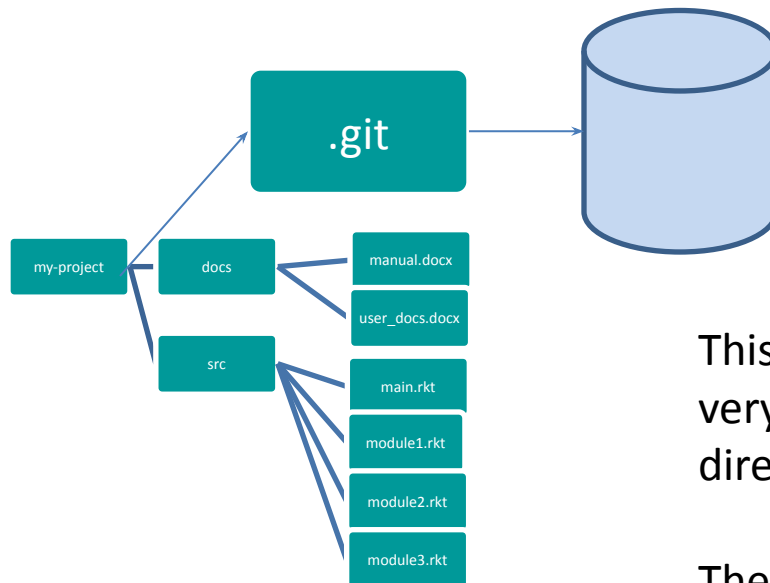 .git
my-project
docs
manual.docx
user_docs.docx
src
main.rkt
module1.rkt
module2.rkt
module3.rkt
This
very
dire
The